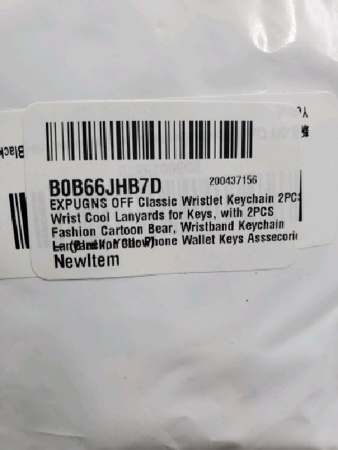 B0B66JHB7D
200437156
EXPUGNS OFF Classic Wristlet Keychain 2PCS
Wrist Cool Lanyards for Keys, with 2PCS
Fashion Cartoon Bear, Wristband Keychain
Phone Wallet Keys Asssecorie
NewItem
Black